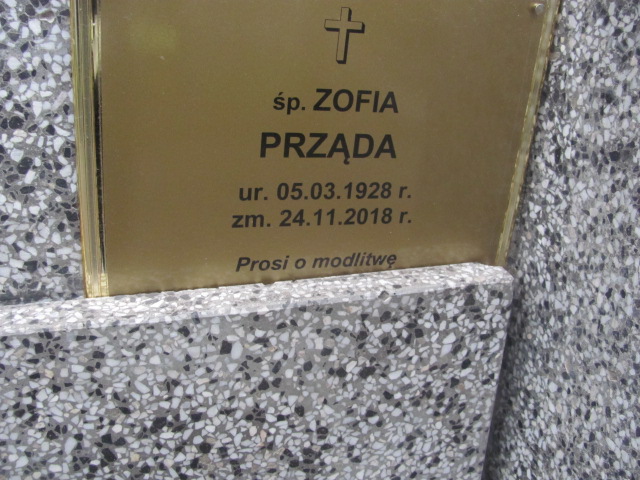 śp. ZOFIA
PRZĄDA
ur. 05.03.1928 r.
zm. 24.11.2018 r.
Prosi o modlitwę